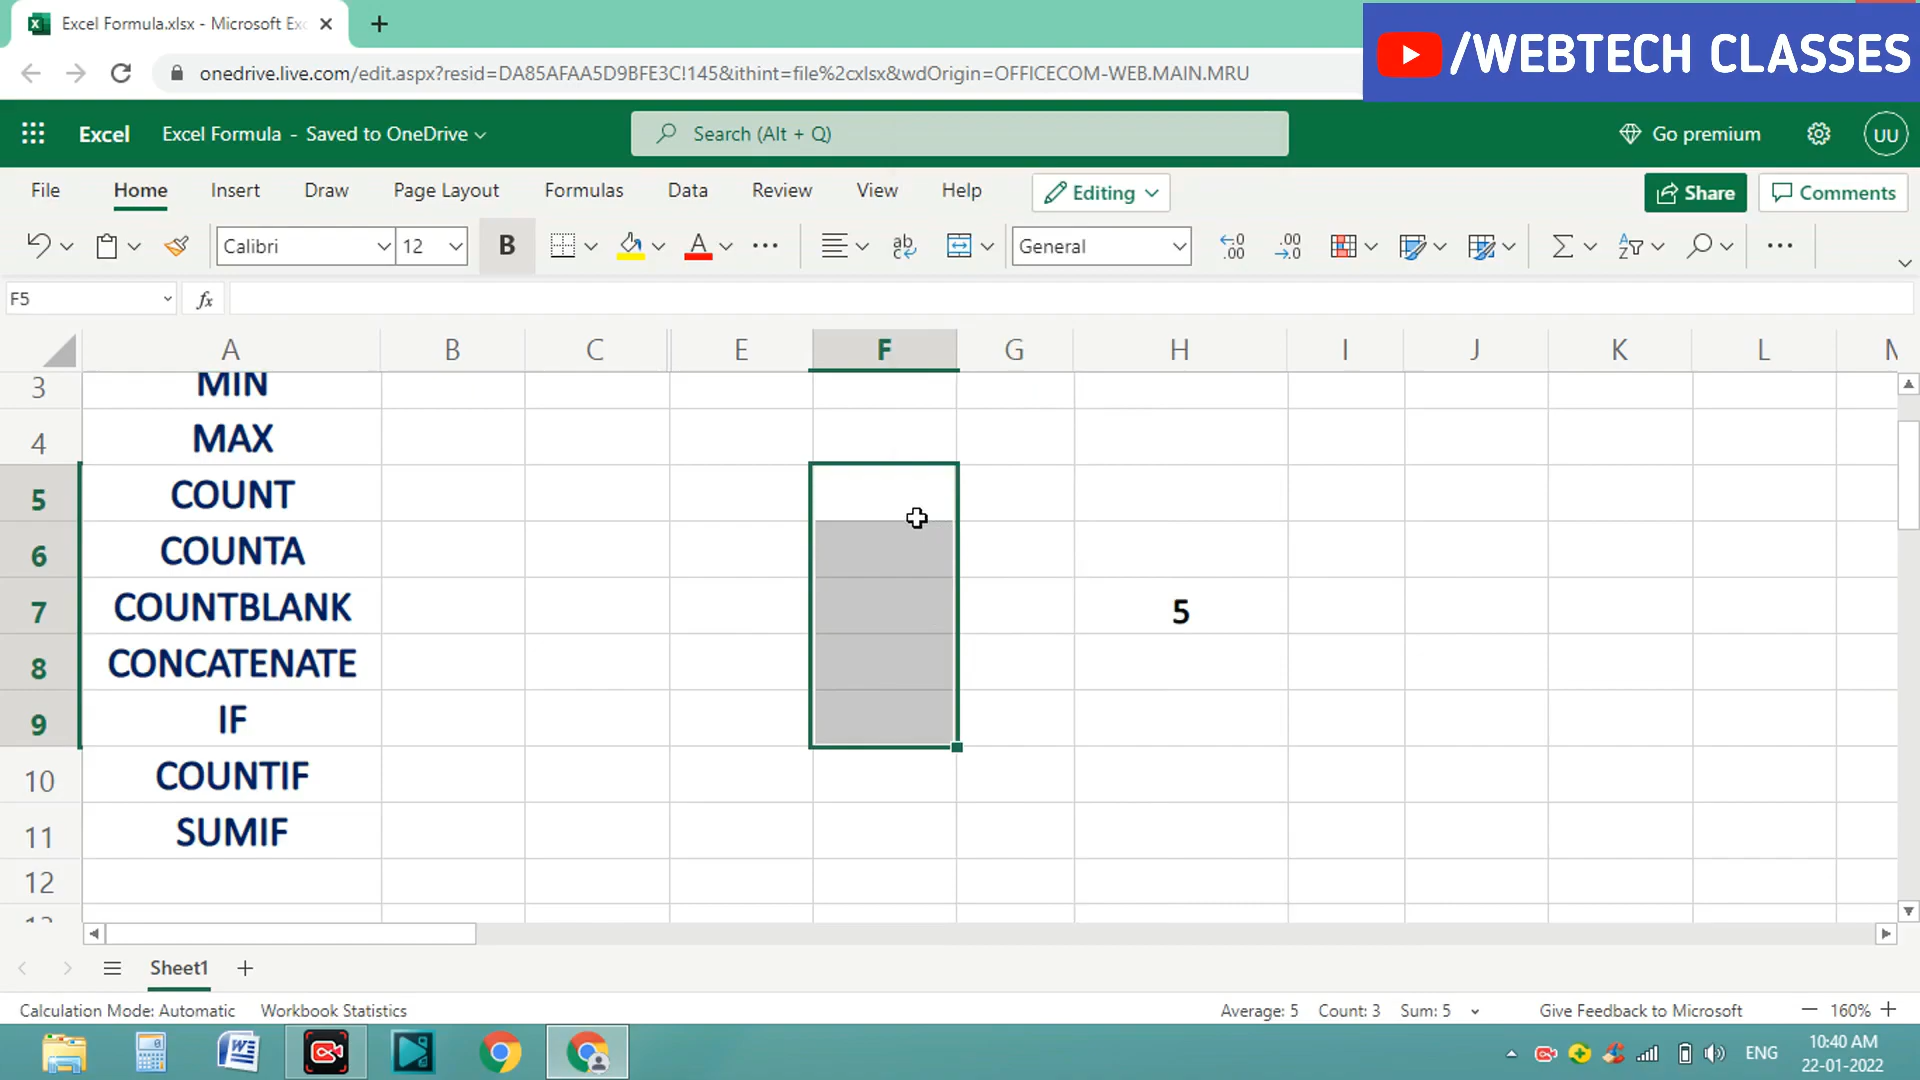 Excel Formula.xlsx - Microsoft Exc
/WEBTECH CLASSES
onedrive.live.com/edit.aspx?resid=DA85AFAA5D9BFE3C!145&ithint=file%2cxlsx&wdOrigin=OFFICECOM-WEB.MAIN.MRU
Excel Excel Formula - Saved to OneDrive Search (Alt + Q) Go premium UU
File Home Insert Draw Page Layout Formulas Data Review View Help Editing Share Comments
Calibri 12 B A ab General
F5 fx
A B C E F G H I J K L M
3 MIN
4 MAX
5 COUNT
6 COUNTA
7 COUNTBLANK 5
8 CONCATENATE
9 IF
10 COUNTIF
11 SUMIF
12
13
Sheet1
Calculation Mode: Automatic Workbook Statistics Average: 5 Count: 3 Sum: 5 Give Feedback to Microsoft 160%
ENG 10:40 AM
22-01-2022